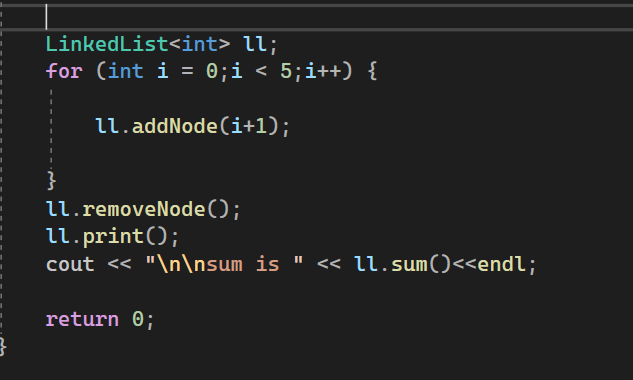 LinkedList<int> ll;
for (int i = 0;i < 5;i++) {
ll.addNode(i+1);
}
ll.removeNode();
ll.print();
cout << "\n\nsum is " << ll.sum()<<endl;
return 0;
}